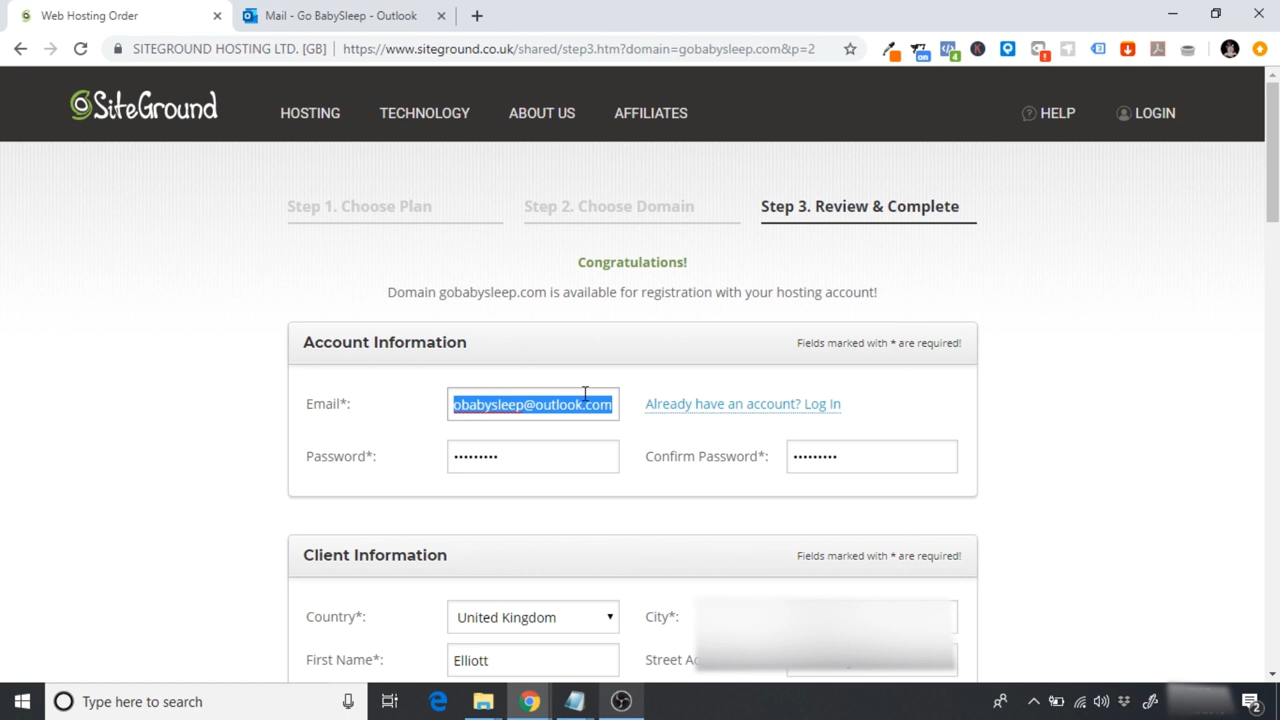 Web Hosting Order
Mail - Go BabySleep - Outlook
SITEGROUND HOSTING LTD. [GB]
https://www.siteground.co.uk/shared/step3.htm?domain=gobabysleep.com&p=2
on
4
SiteGround
HOSTING
TECHNOLOGY
ABOUT US
AFFILIATES
HELP
LOGIN
Step 1. Choose Plan
Step 2. Choose Domain
Step 3. Review & Complete
Congratulations!
Domain gobabysleep.com is available for registration with your hosting account!
Account Information
Fields marked with * are required!
Email*:
obabysleep@outlook.com
Already have an account? Log In
Password*:
•••••••••
Confirm Password*:
•••••••••
Client Information
Fields marked with * are required!
Country*:
United Kingdom
City*:
First Name*:
Elliott
Street
Type here to search
2